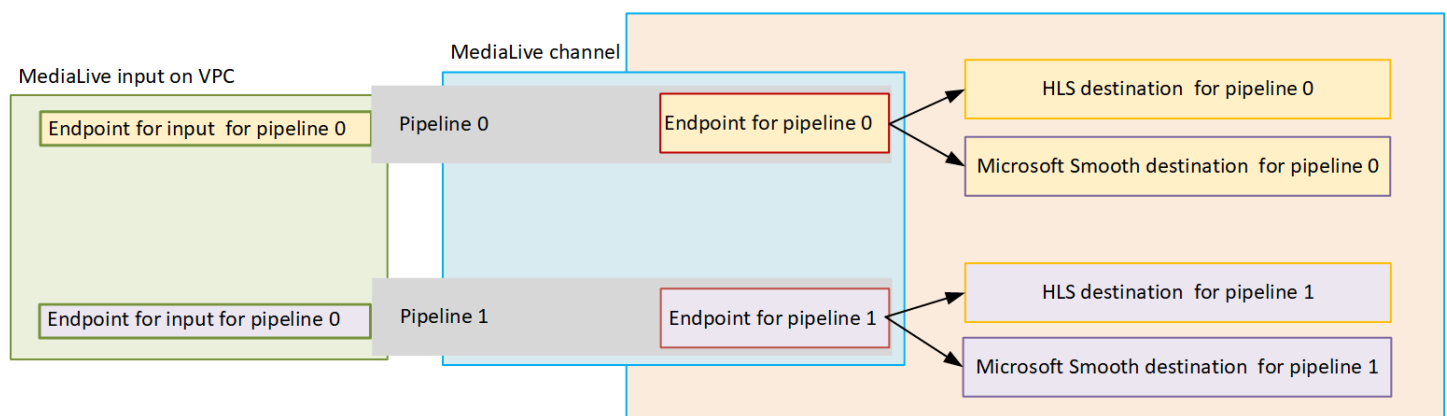 MediaLive channel
MediaLive input on VPC
HLS destination for pipeline 0
Endpoint for input for pipeline 0
Pipeline 0
Endpoint for pipeline 0
Microsoft Smooth destination for pipeline 0
HLS destination for pipeline 1
Endpoint for input for pipeline 0
Pipeline 1
Endpoint for pipeline 1
Microsoft Smooth destination for pipeline 1